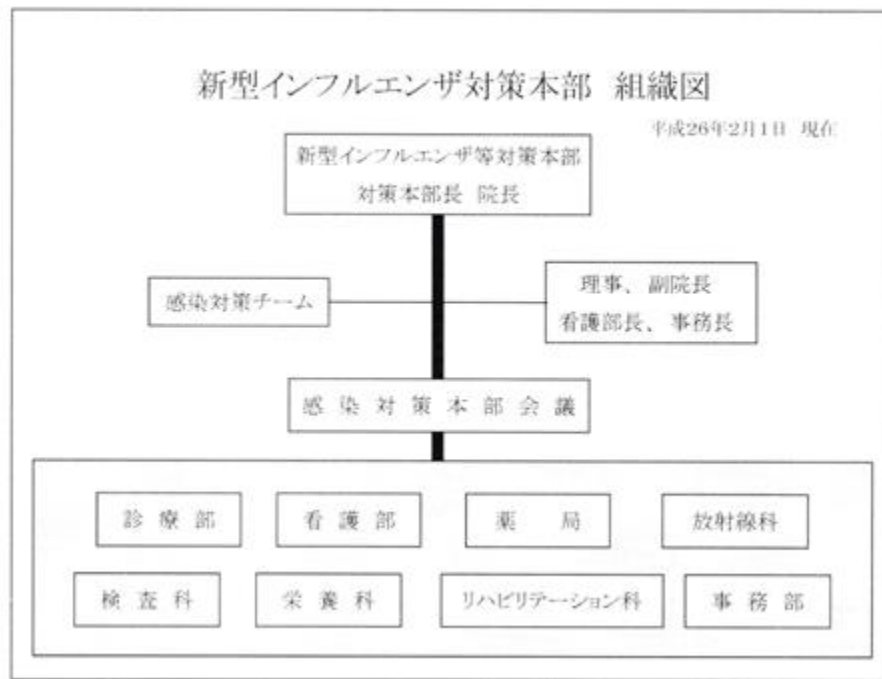 新型インフルエンザ対策本部 組織図
平成26年2月1日 現在
新型インフルエンザ等対策本部
対策本部長 院長
感染対策チーム
理事、副院長
看護部長、事務長
感染対策本部会議
診療部
看護部
薬局
放射線科
検査科
栄養科
リハビリテーション科
事務部